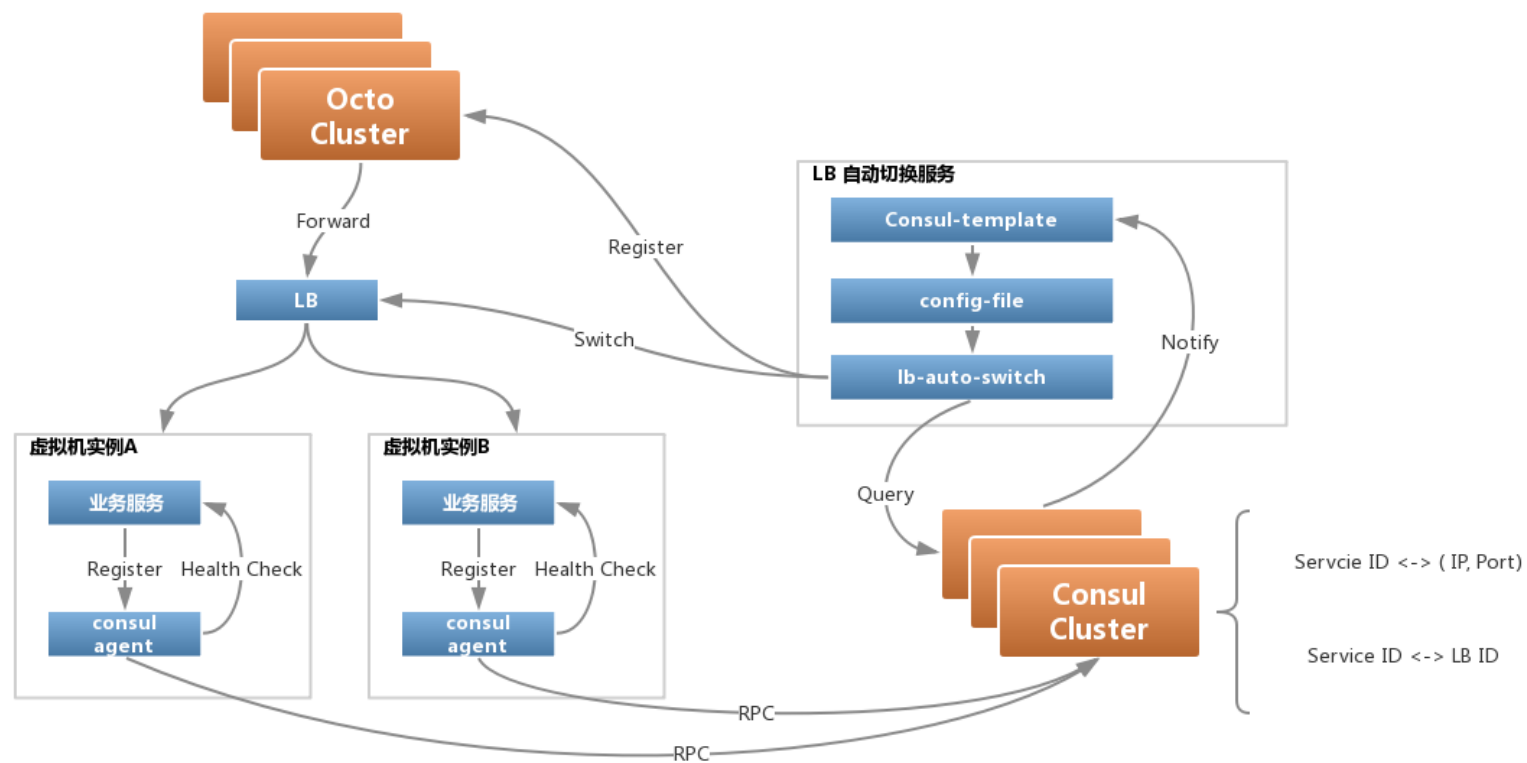 Octo
Cluster
Forward
Register
LB
Switch
LB 自动切换服务
Consul-template
config-file
lb-auto-switch
Notify
Query
虚拟机实例A
业务服务
Register
Health Check
consul
agent
虚拟机实例B
业务服务
Register
Health Check
consul
agent
RPC
RPC
Consul
Cluster
Servcie ID <-> ( IP, Port)
Service ID <-> LB ID